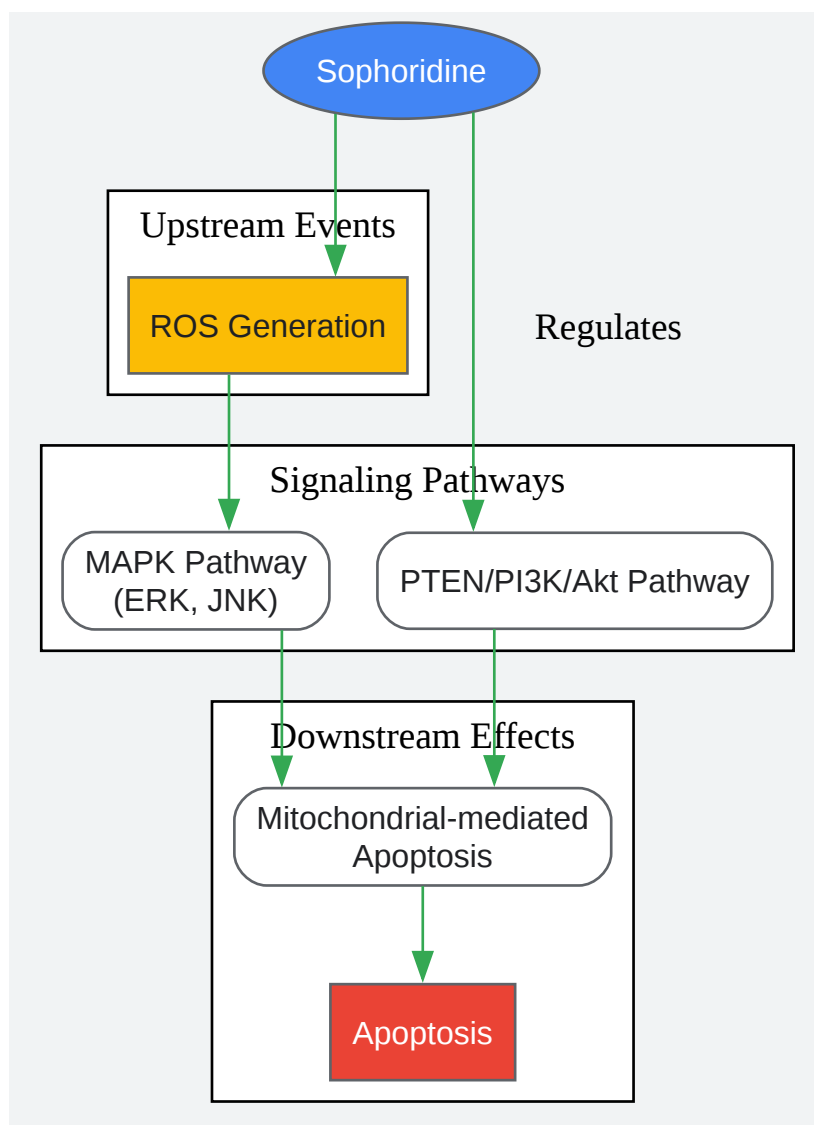 Sophoridine
Upstream Events
ROS Generation
Regulates
Signaling Pathways
MAPK Pathway
(ERK, JNK)
PTEN/PI3K/Akt Pathway
Downstream Effects
Mitochondrial-mediated
Apoptosis
Apoptosis